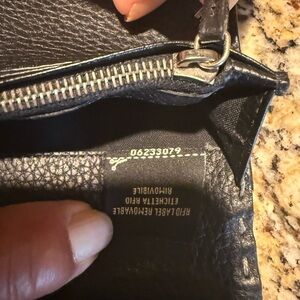 06233079
RFID LABEL REMOVABLE
ETICHETTA RFID
RIMOVIBILE